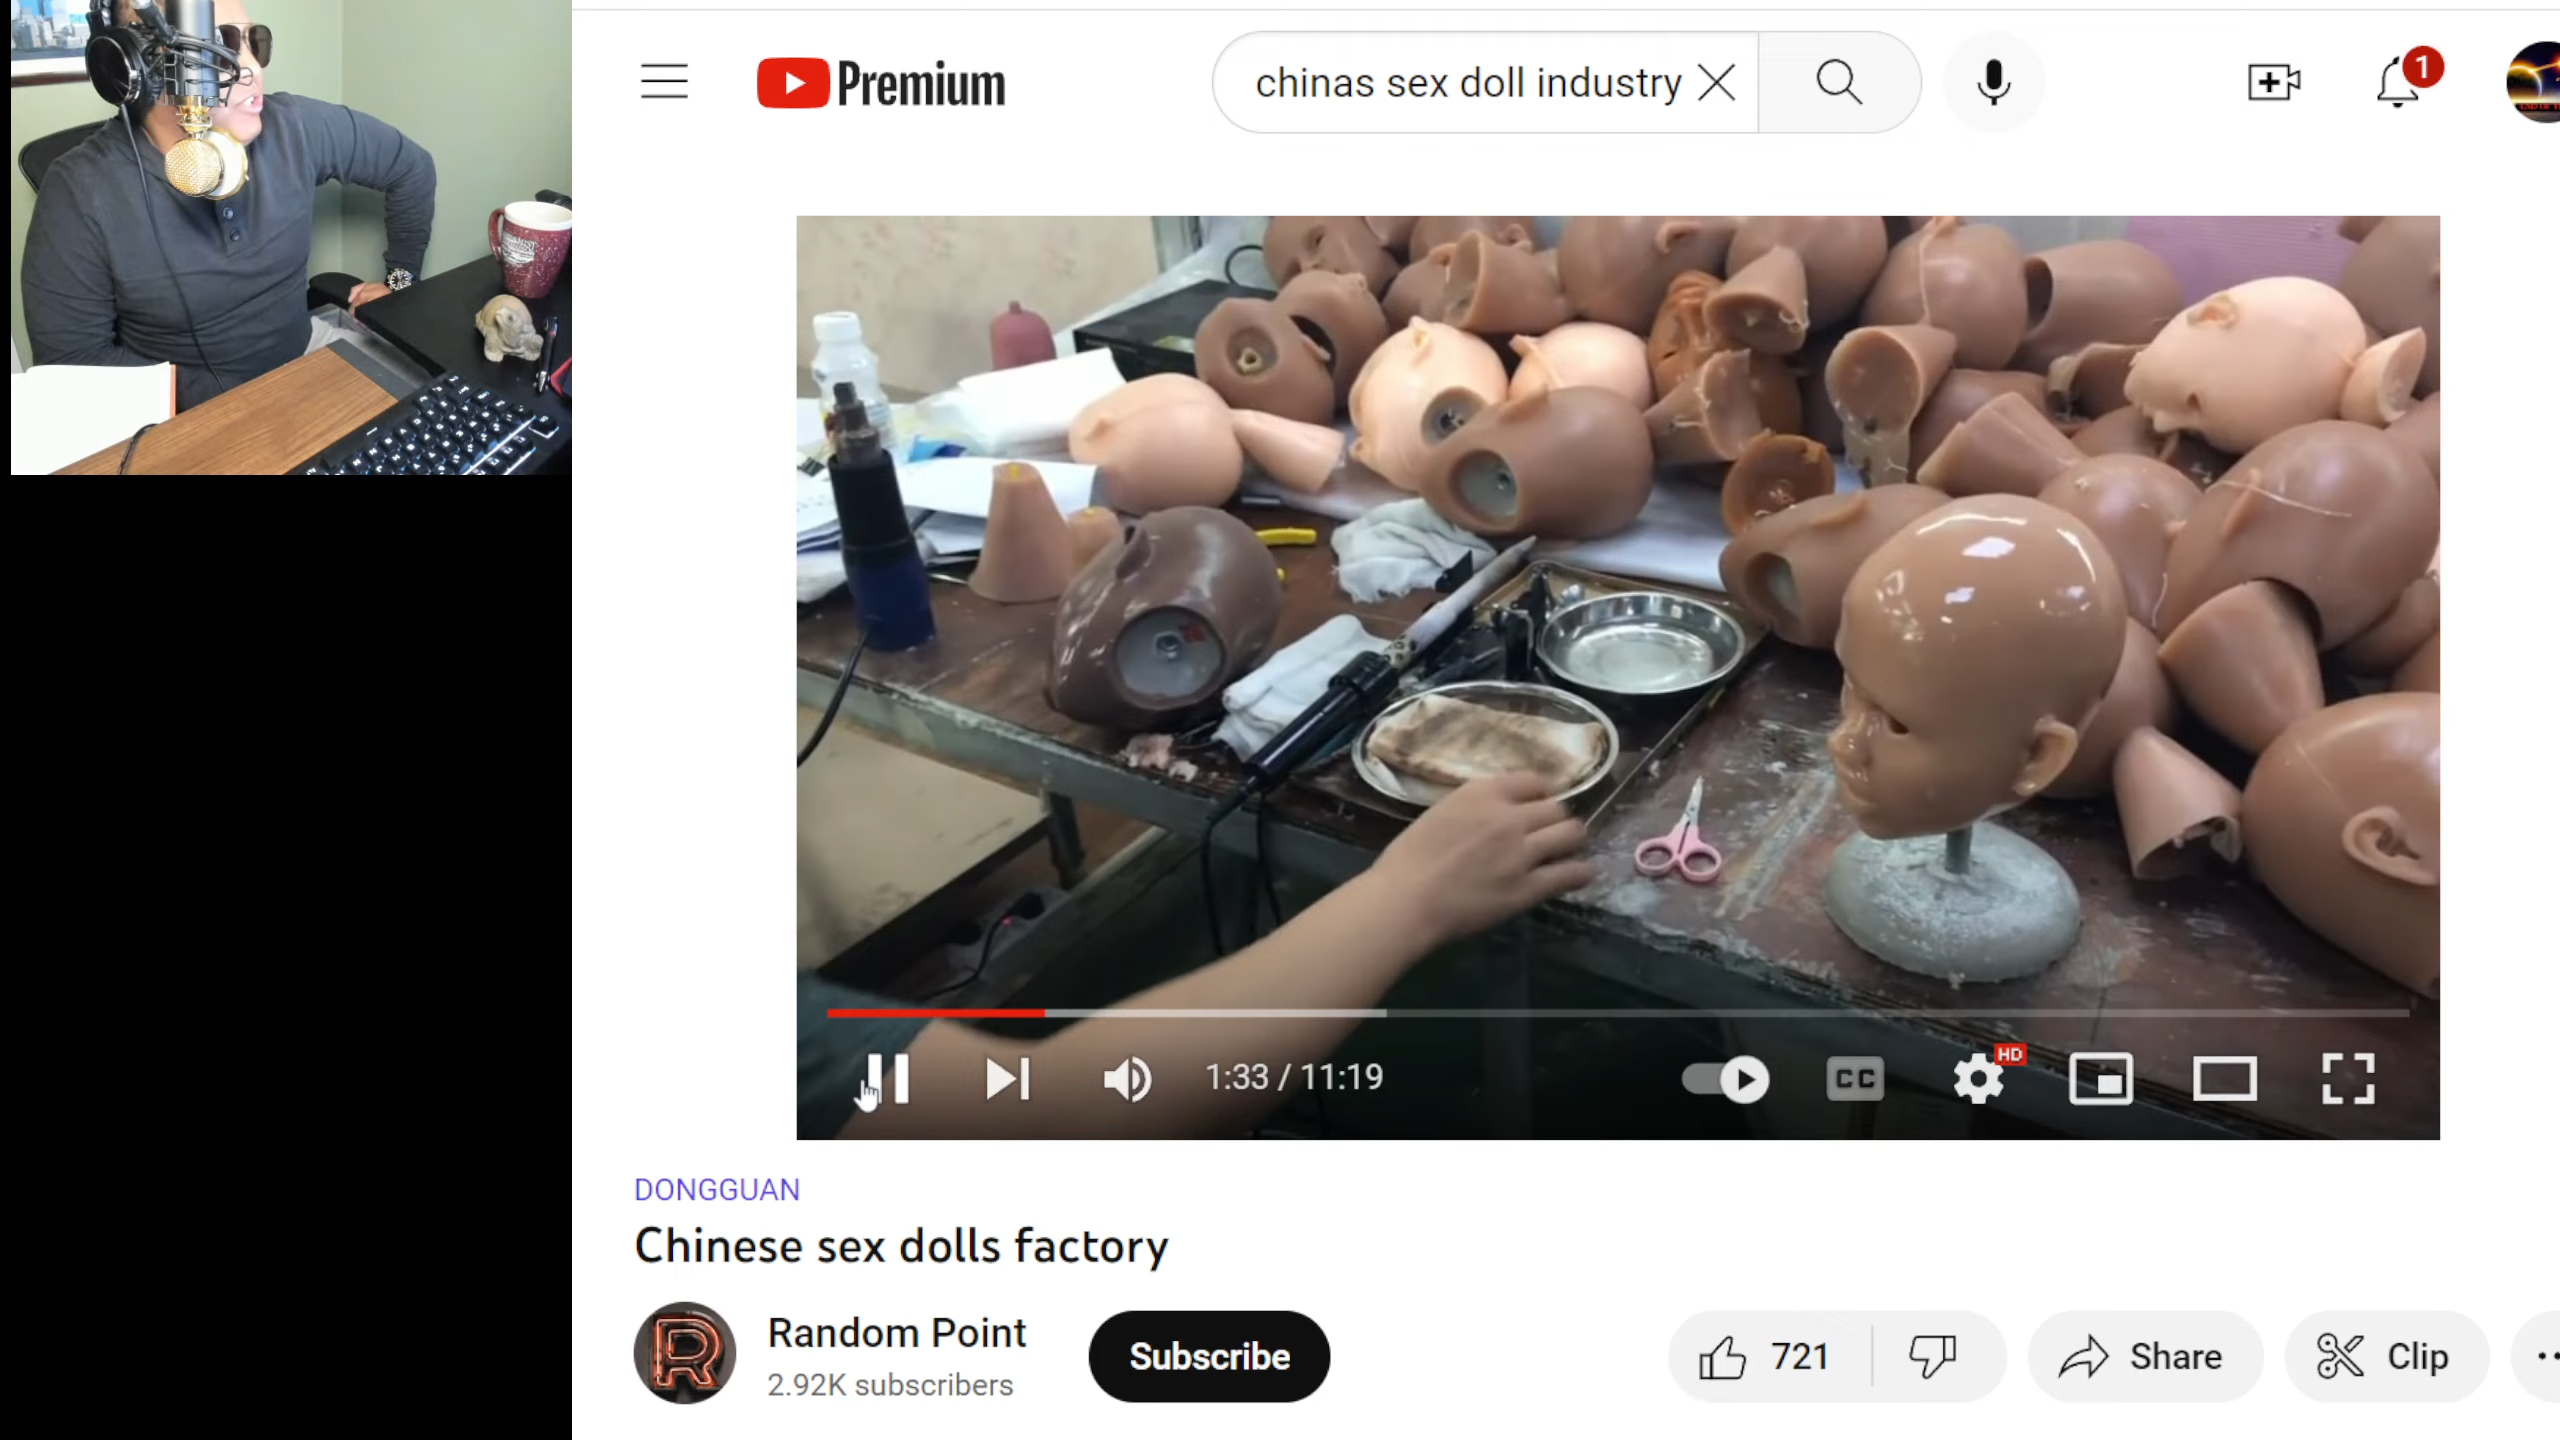 Premium
chinas sex doll industry
1
HD
CC
1:33 / 11:19
DONGGUAN
Chinese sex dolls factory
R
Random Point
2.92K subscribers
Subscribe
721
Share
Clip